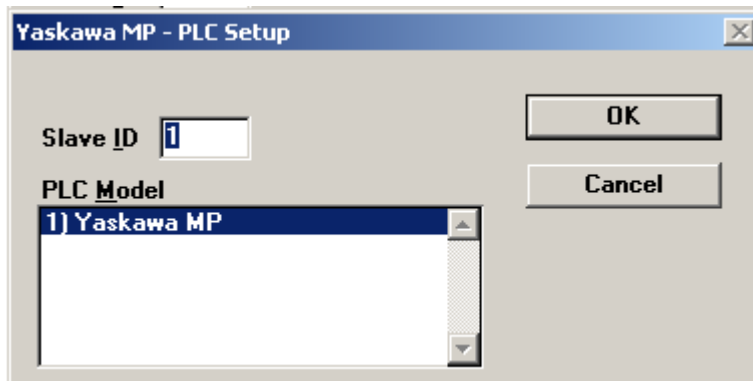 Yaskawa MP - PLC Setup
Slave ID 1
OK
PLC Model
Cancel
1) Yaskawa MP